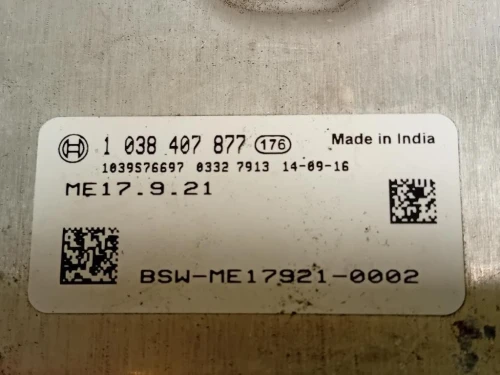 1 038 407 877 176 Made in India
1039S76697 0332 7913 14-09-16
ME17.9.21
BSW-ME17921-0002